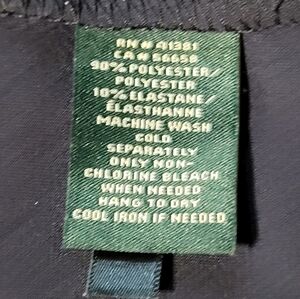 RN # 41381
CA # 56658
90% POLYESTER/
POLYESTER
10% ELASTANE/
ÉLASTHANNE
MACHINE WASH
COLD
SEPARATELY
ONLY NON-
CHLORINE BLEACH
WHEN NEEDED
HANG TO DRY
COOL IRON IF NEEDED